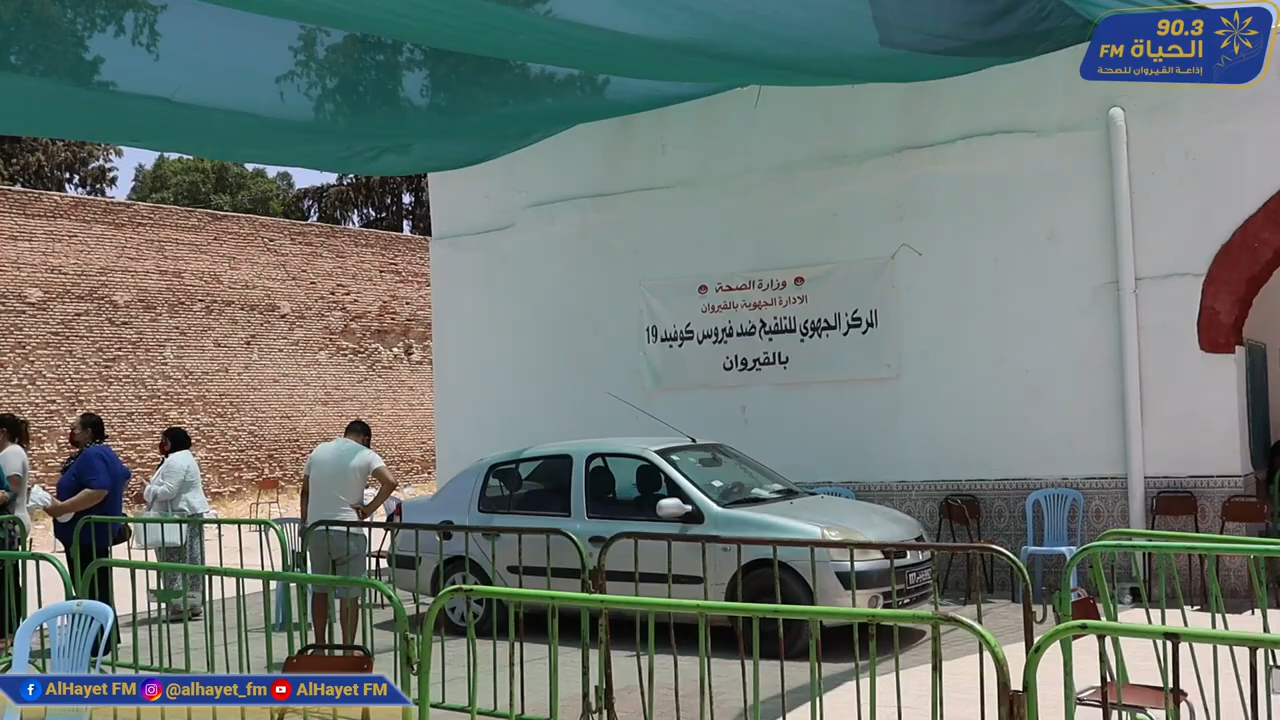 90.3
الحياة FM
إذاعة القيروان للصحة
وزارة الصحة
الادارة الجهوية بالقيروان
المركز الجهوي للتلقيح ضد فيروس كوفيد 19
بالقيروان
AlHayet FM @alhayet_fm AlHayet FM